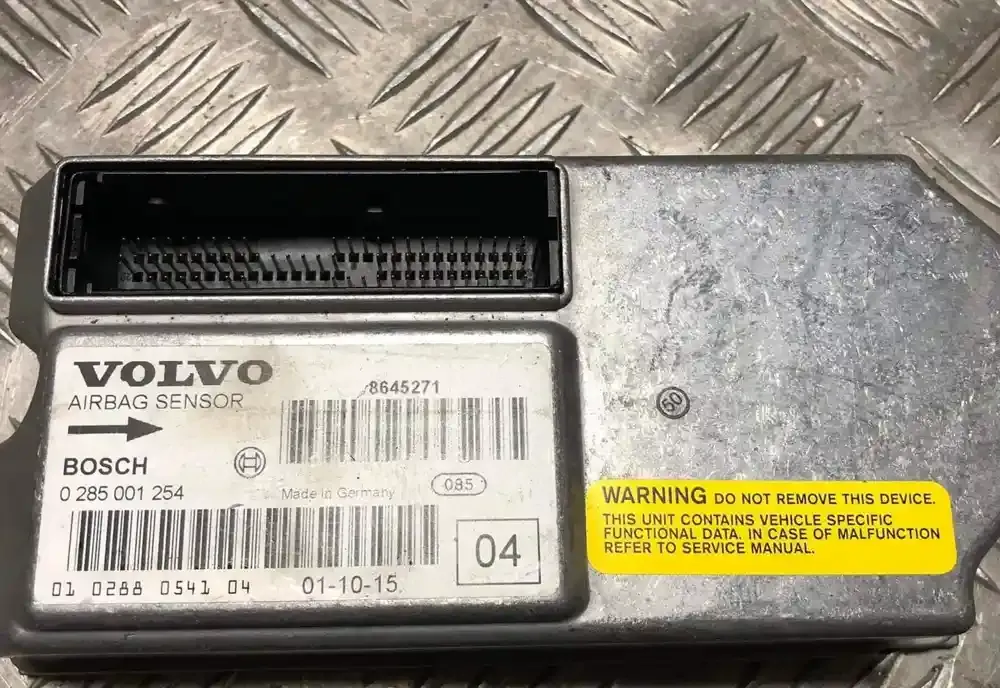 VOLVO
AIRBAG SENSOR
8645271
BOSCH
0 285 001 254
Made in Germany
085
04
01 0288 0541 04
01-10-15
50
WARNING DO NOT REMOVE THIS DEVICE.
THIS UNIT CONTAINS VEHICLE SPECIFIC
FUNCTIONAL DATA. IN CASE OF MALFUNCTION
REFER TO SERVICE MANUAL.